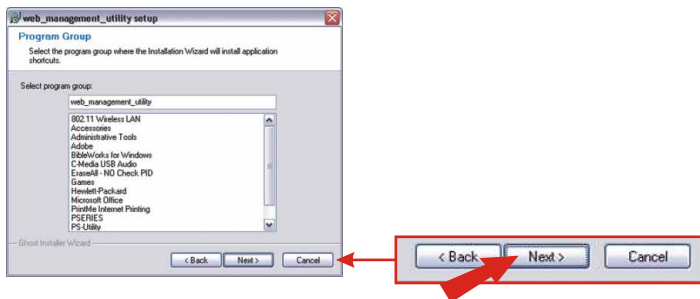 web_management_utility setup
Program Group
Select the program group where the Installation Wizard will install application
shortcuts.
Select program group:
web_management_utility
802.11 Wireless LAN
Accessories
Administrative Tools
Adobe
BibleWorks for Windows
C-Media USB Audio
EraseAll - NO Check PID
Games
Hewlett-Packard
Microsoft Office
PrintMe Internet Printing
PSERIES
PS-Utility
Ghost Installer Wizard
< Back Next > Cancel
< Back Next > Cancel